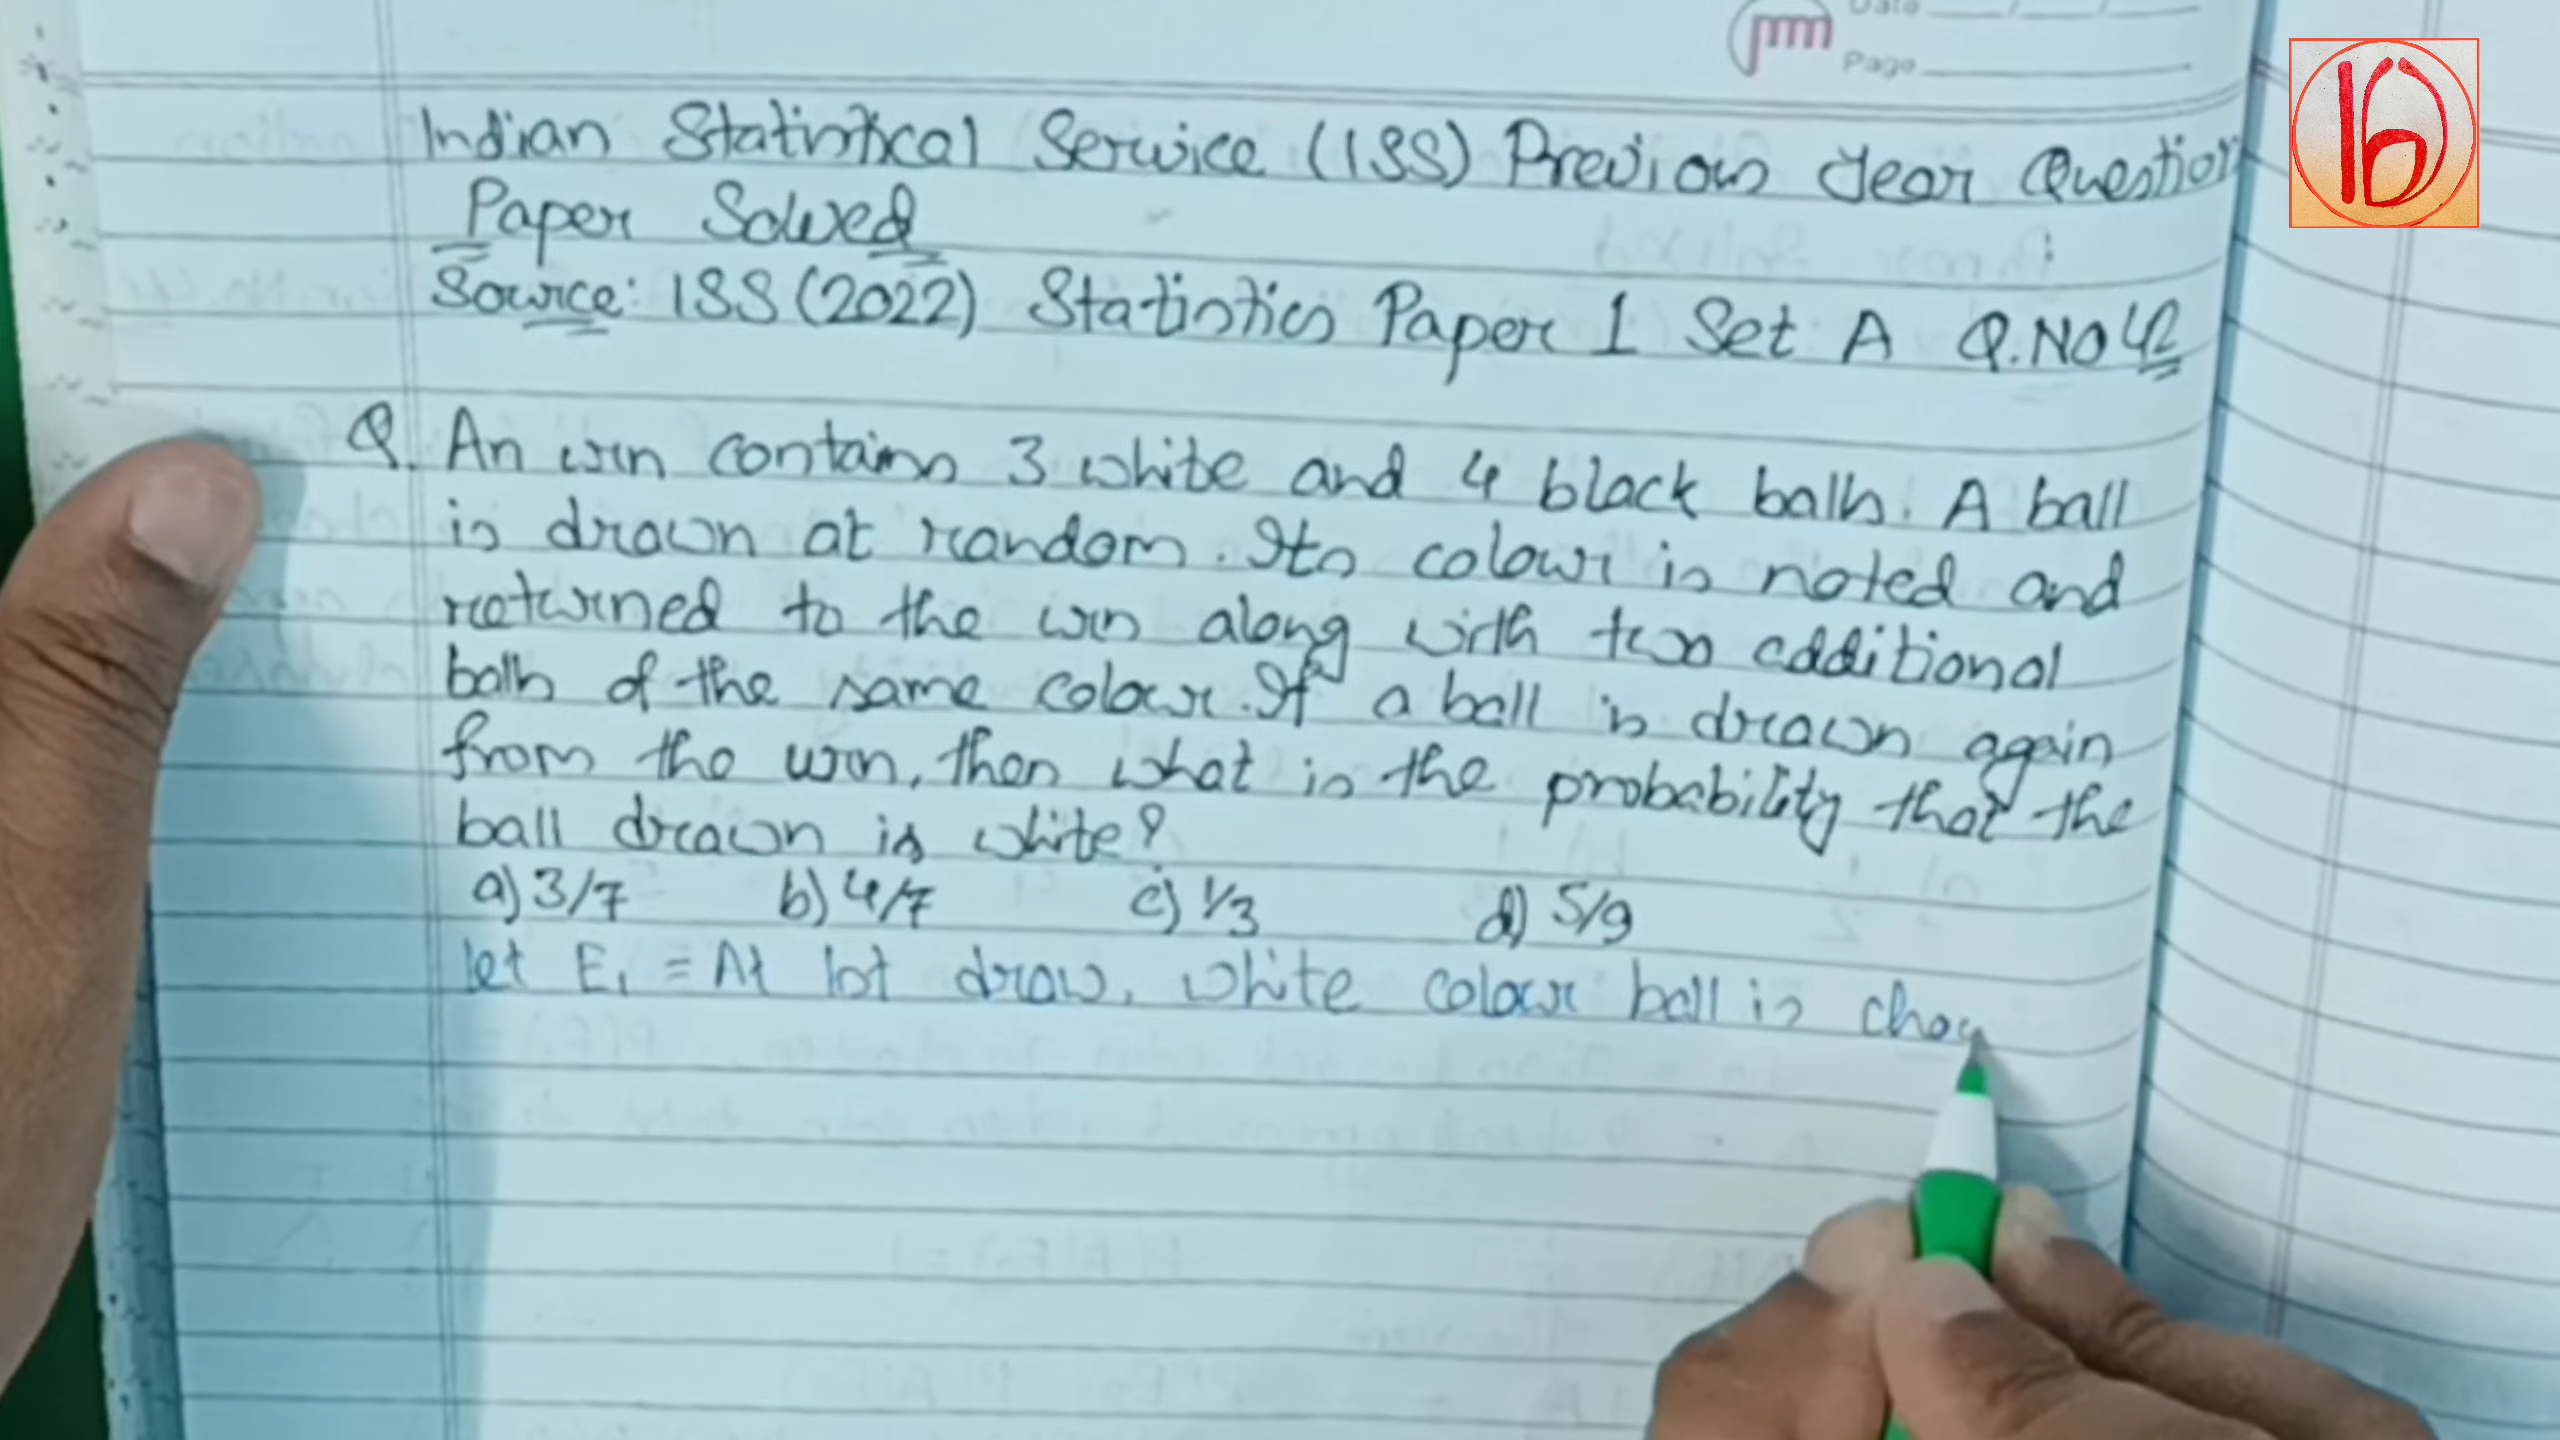 Date / /
Page
Indian Statistical Service (ISS) Previous Year Question
Paper Solved
Source: ISS (2022) Statistics Paper 1 Set A Q.No 42
Q. An urn contains 3 white and 4 black balls. A ball
is drawn at random. Its colour is noted and
returned to the urn along with two additional
balls of the same colour. If a ball is drawn again
from the urn, then what is the probability that the
ball drawn is white?
a) 3/7 b) 4/7 c) 1/3 d) 5/9
let E₁ = At 1st draw, white colour ball is chos